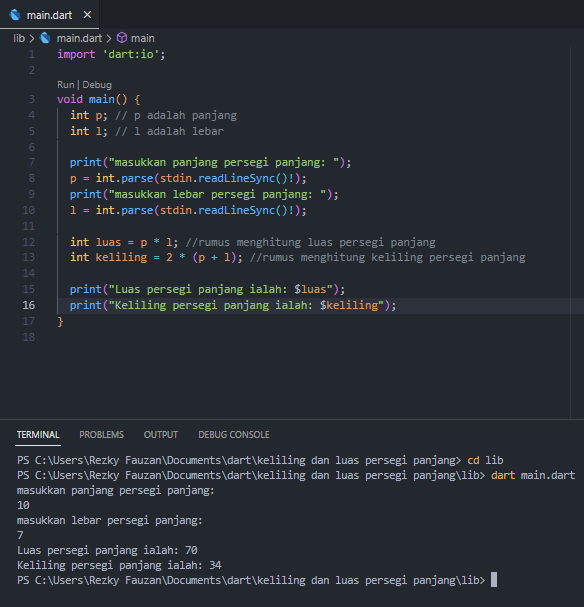 main.dart ×
lib > main.dart > main
1 import 'dart:io';
2
Run | Debug
3 void main() {
4 int p; // p adalah panjang
5 int l; // l adalah lebar
6
7 print("masukkan panjang persegi panjang: ");
8 p = int.parse(stdin.readLineSync()!);
9 print("masukkan lebar persegi panjang: ");
10 l = int.parse(stdin.readLineSync()!);
11
12 int luas = p * l; //rumus menghitung luas persegi panjang
13 int keliling = 2 * (p + l); //rumus menghitung keliling persegi panjang
14
15 print("Luas persegi panjang ialah: $luas");
16 print("Keliling persegi panjang ialah: $keliling");
17 }
18
TERMINAL PROBLEMS OUTPUT DEBUG CONSOLE
PS C:\Users\Rezky Fauzan\Documents\dart\keliling dan luas persegi panjang> cd lib
PS C:\Users\Rezky Fauzan\Documents\dart\keliling dan luas persegi panjang\lib> dart main.dart
masukkan panjang persegi panjang:
10
masukkan lebar persegi panjang:
7
Luas persegi panjang ialah: 70
Keliling persegi panjang ialah: 34
PS C:\Users\Rezky Fauzan\Documents\dart\keliling dan luas persegi panjang\lib>